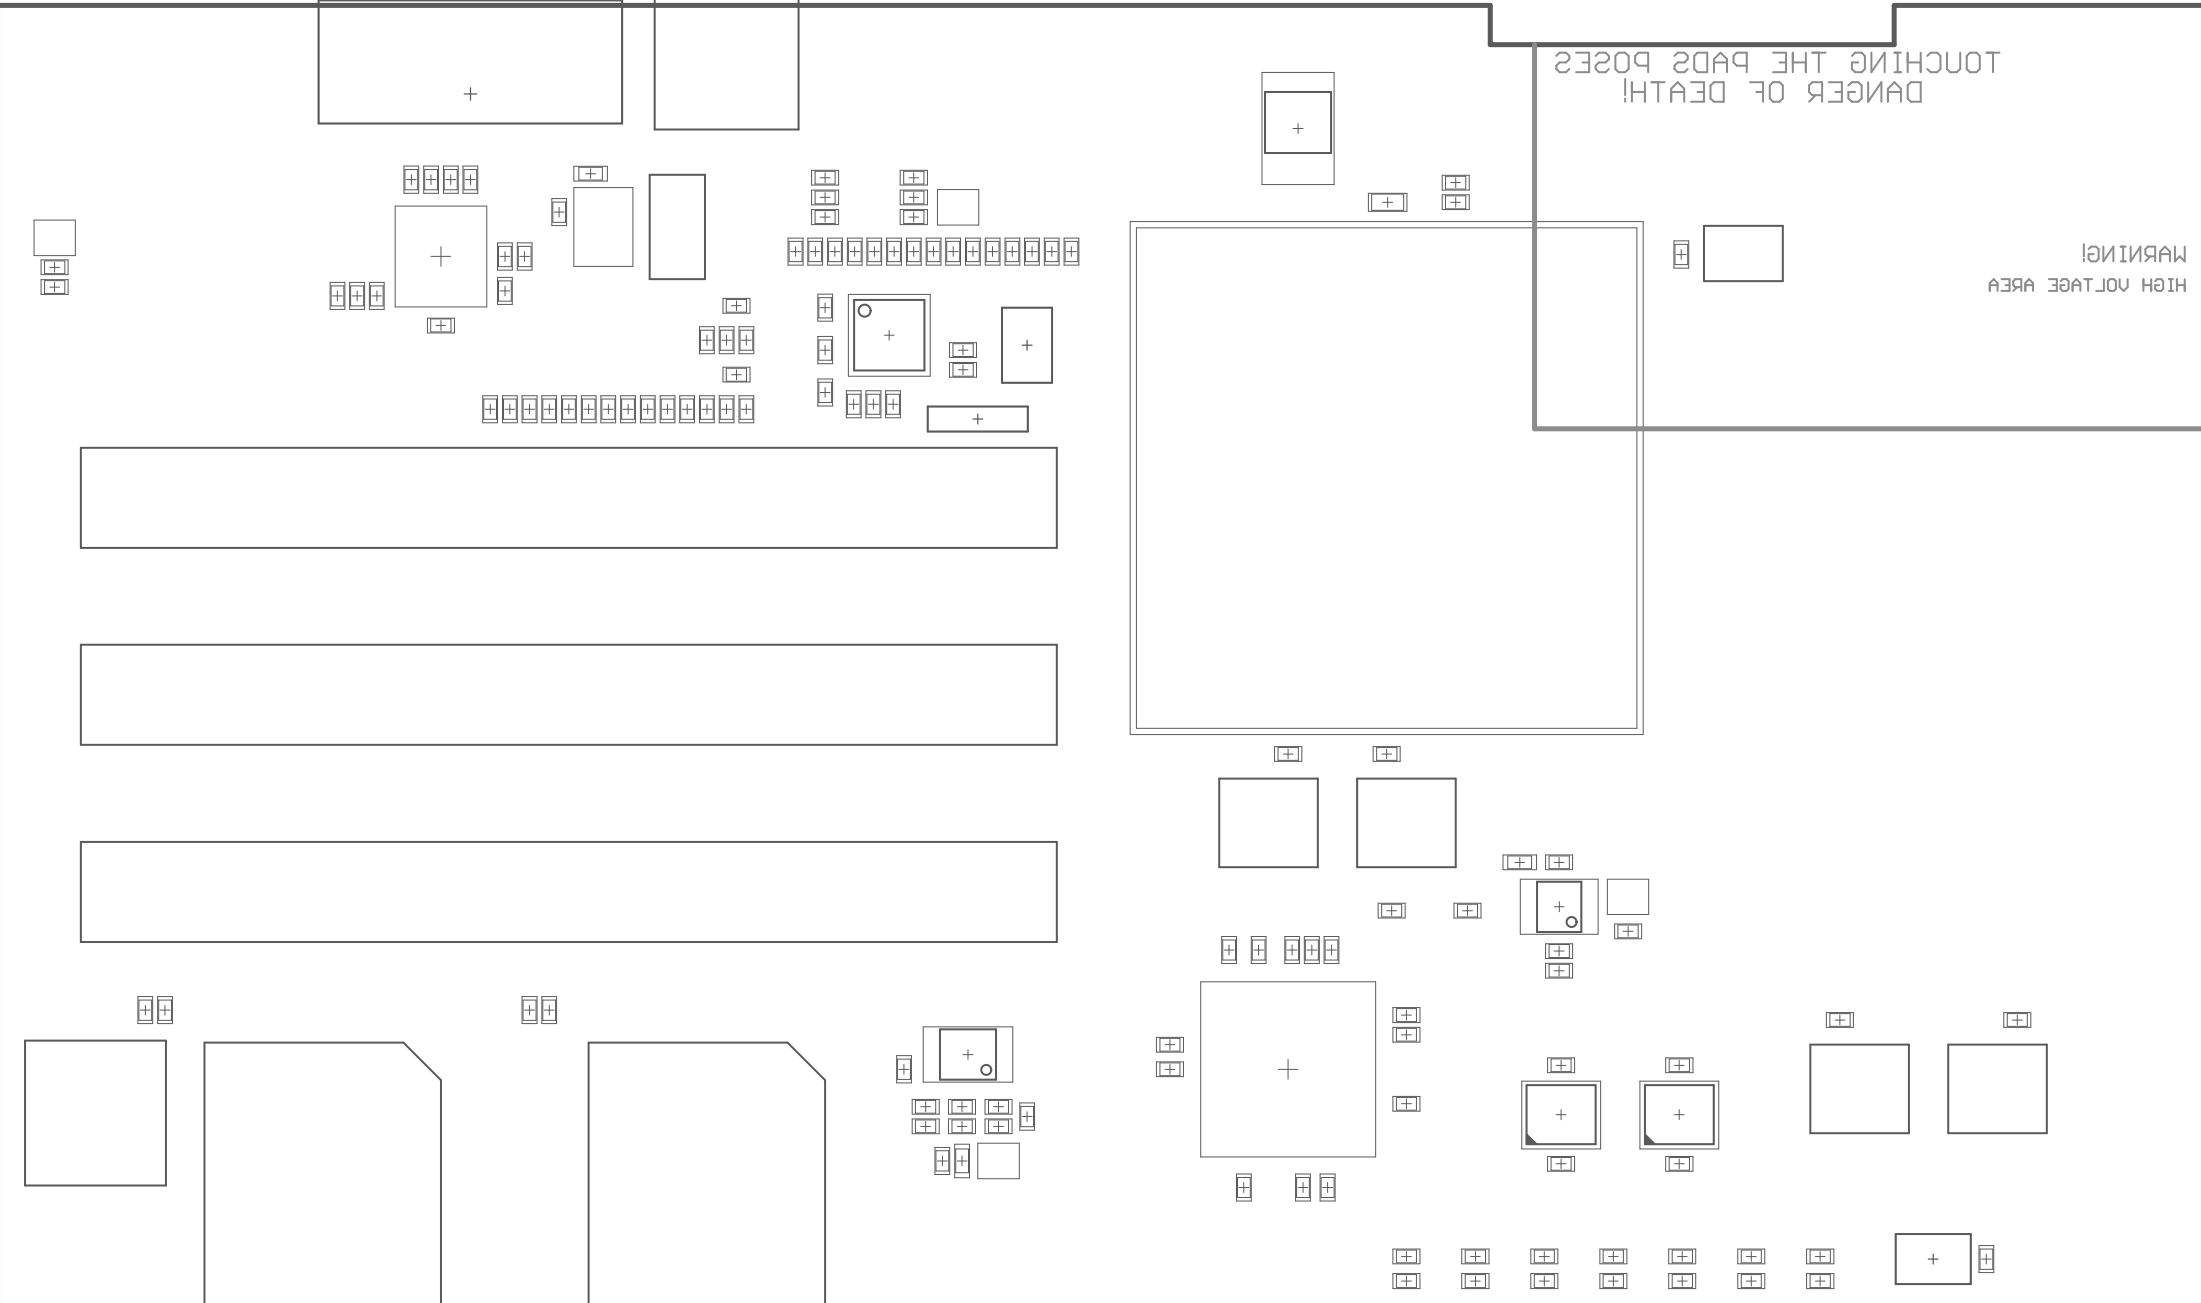 TOUCHING THE PADS POSES
DANGER OF DEATH!
WARNING!
HIGH VOLTAGE AREA